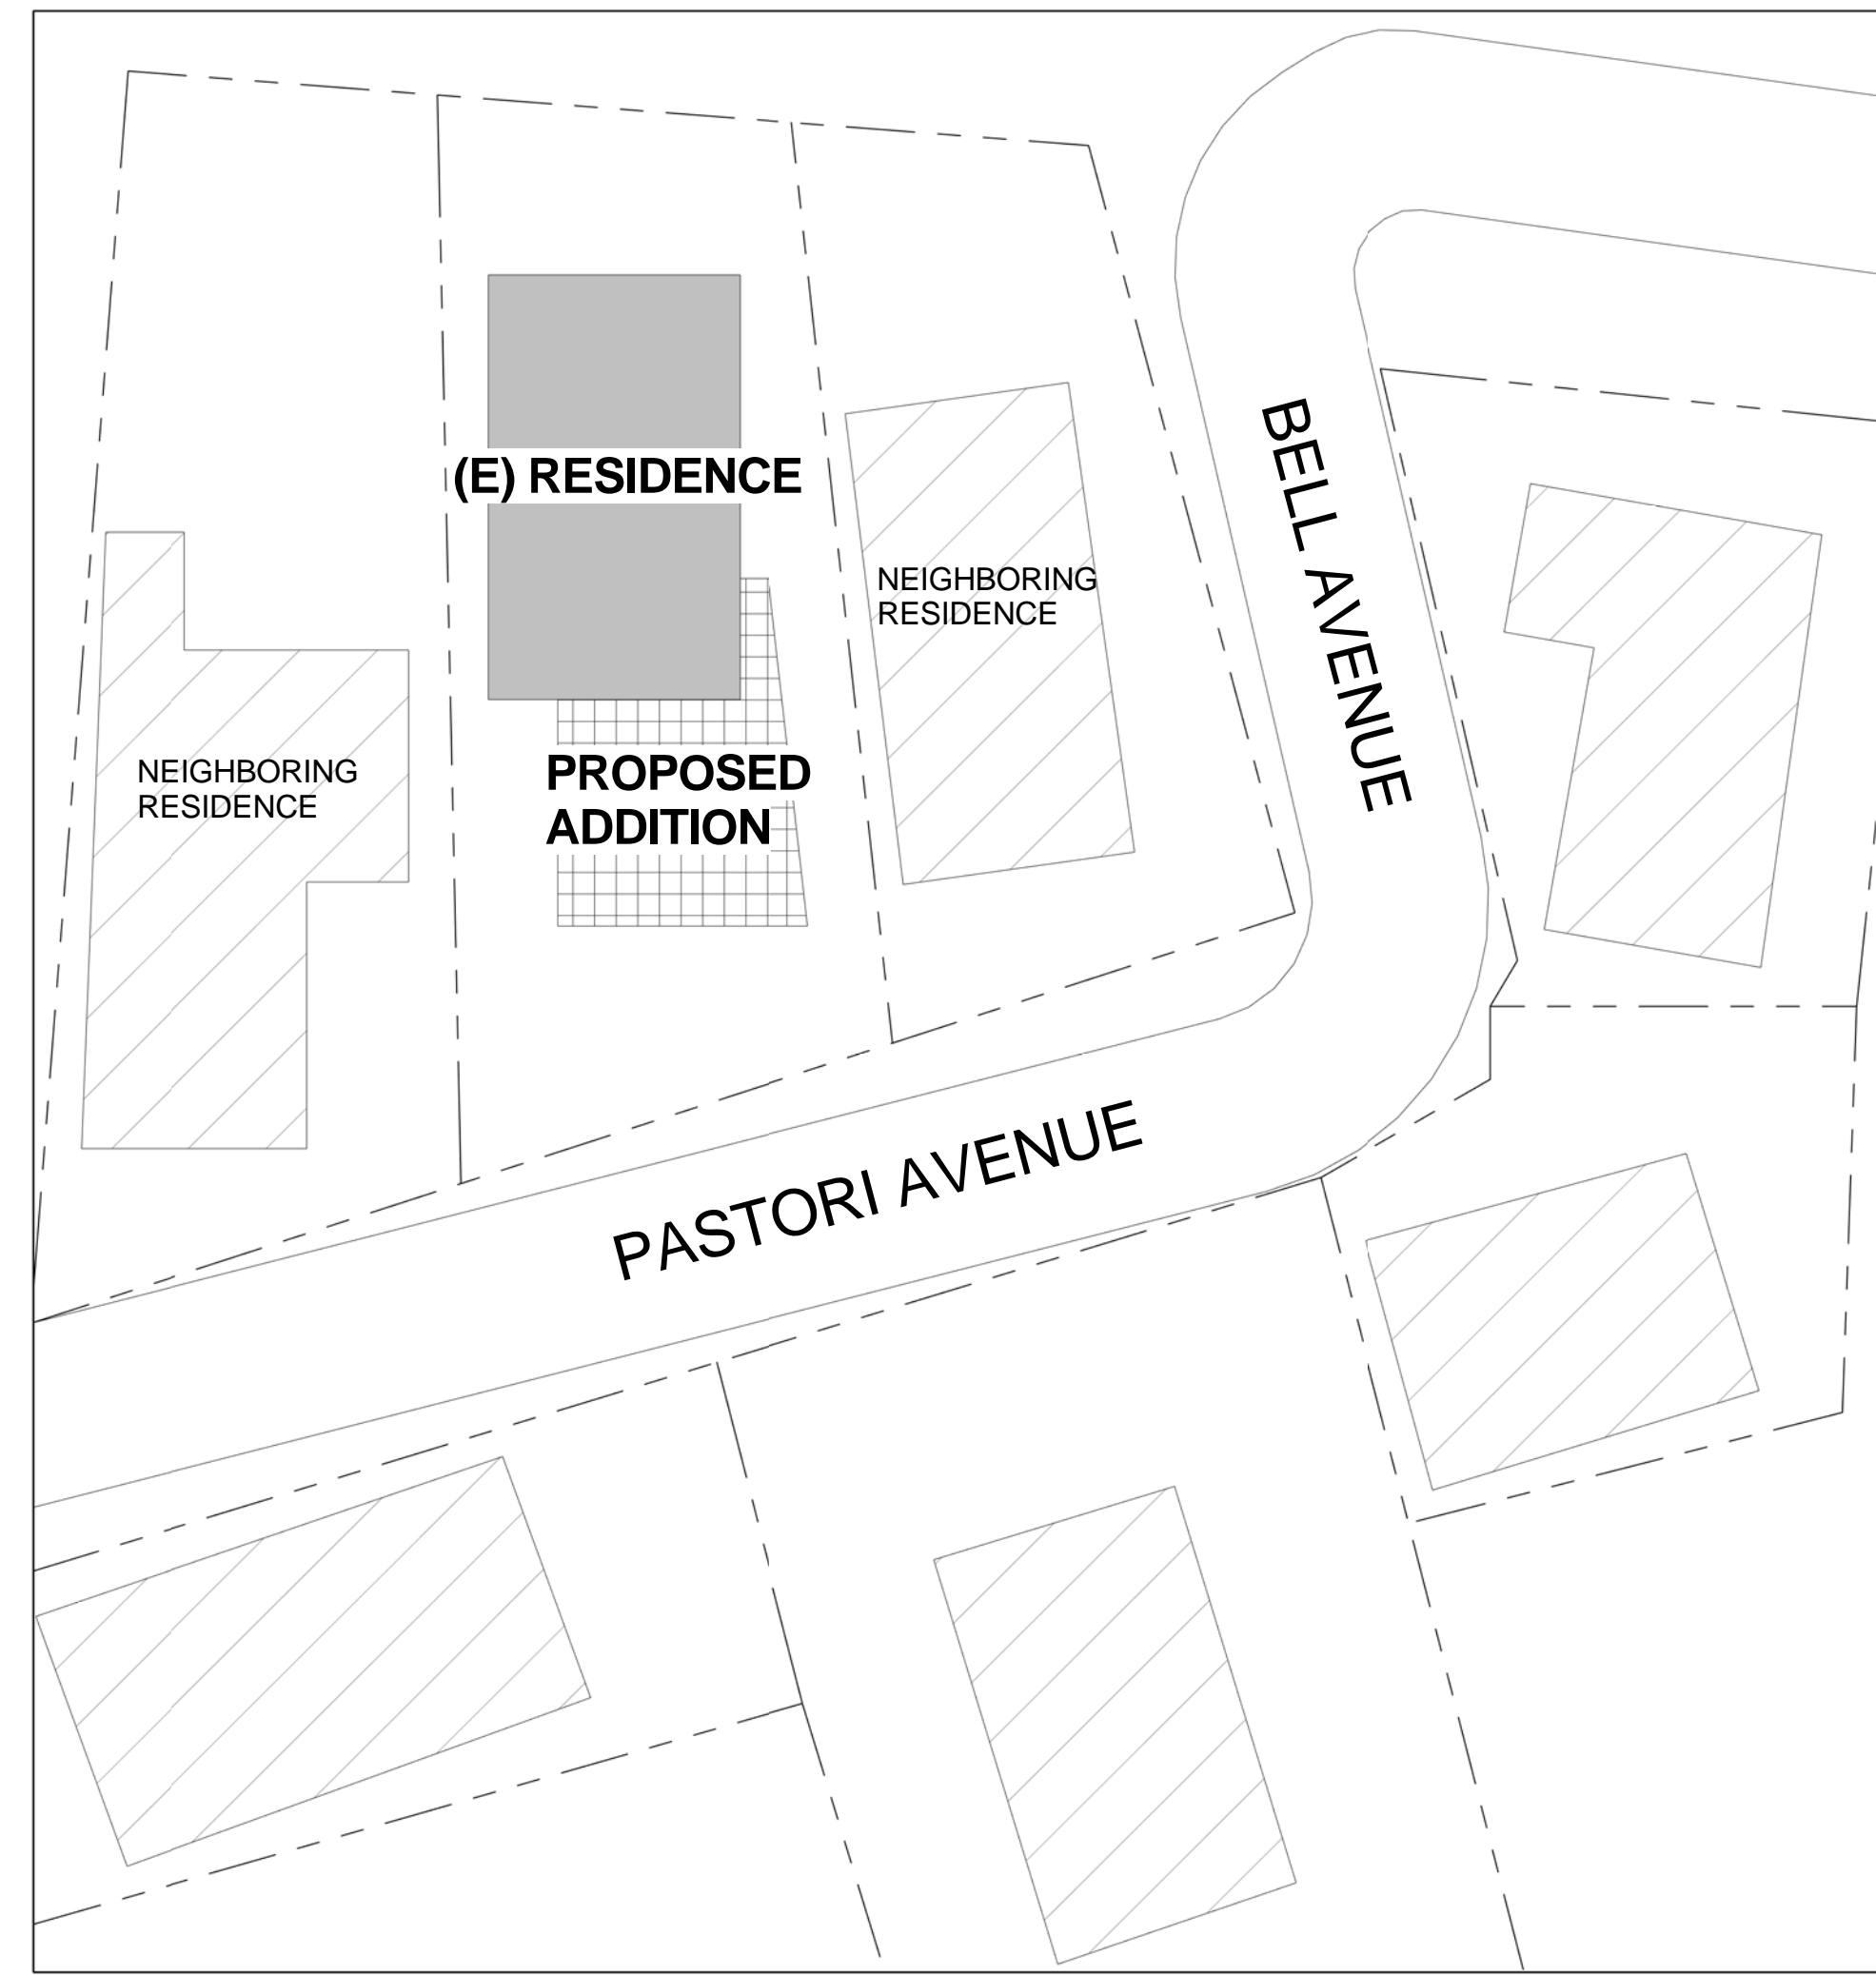 (E) RESIDENCE
NEIGHBORING
RESIDENCE
BELL AVENUE
NEIGHBORING
RESIDENCE
PROPOSED
ADDITION
PASTORI AVENUE